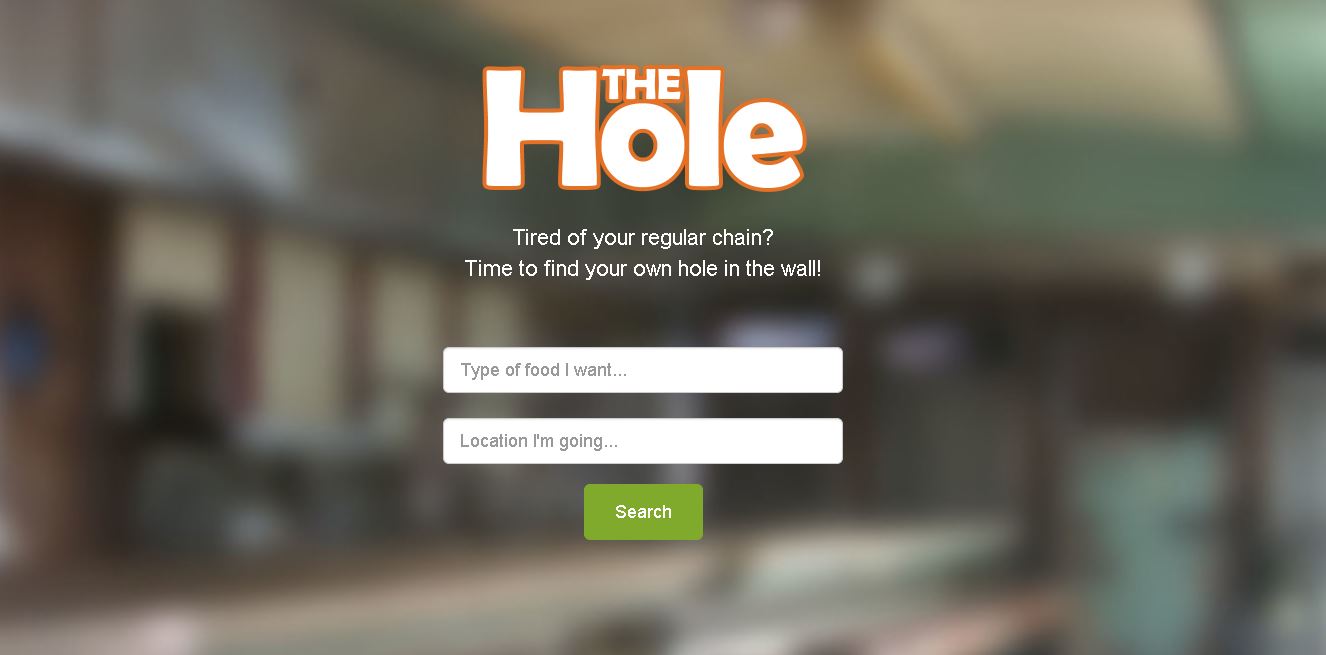 THE
Hole
Tired of your regular chain?
Time to find your own hole in the wall!
Type of food I want...
Location I'm going...
Search